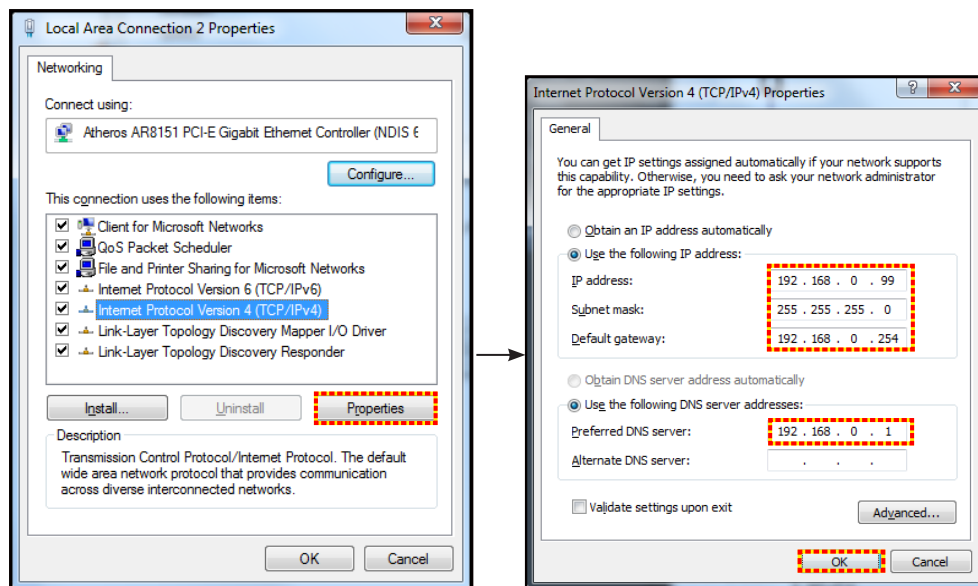 Local Area Connection 2 Properties
Networking
Connect using:
Atheros AR8151 PCI-E Gigabit Ethernet Controller (NDIS 6
Configure...
This connection uses the following items:
Client for Microsoft Networks
QoS Packet Scheduler
File and Printer Sharing for Microsoft Networks
Internet Protocol Version 6 (TCP/IPv6)
Internet Protocol Version 4 (TCP/IPv4)
Link-Layer Topology Discovery Mapper I/O Driver
Link-Layer Topology Discovery Responder
Install...
Uninstall
Properties
Description
Transmission Control Protocol/Internet Protocol. The default
wide area network protocol that provides communication
across diverse interconnected networks.
OK
Cancel
Internet Protocol Version 4 (TCP/IPv4) Properties
General
You can get IP settings assigned automatically if your network supports
this capability. Otherwise, you need to ask your network administrator
for the appropriate IP settings.
Obtain an IP address automatically
Use the following IP address:
IP address: 192 . 168 . 0 . 99
Subnet mask: 255 . 255 . 255 . 0
Default gateway: 192 . 168 . 0 . 254
Obtain DNS server address automatically
Use the following DNS server addresses:
Preferred DNS server: 192 . 168 . 0 . 1
Alternate DNS server: . . .
Validate settings upon exit
Advanced...
OK
Cancel